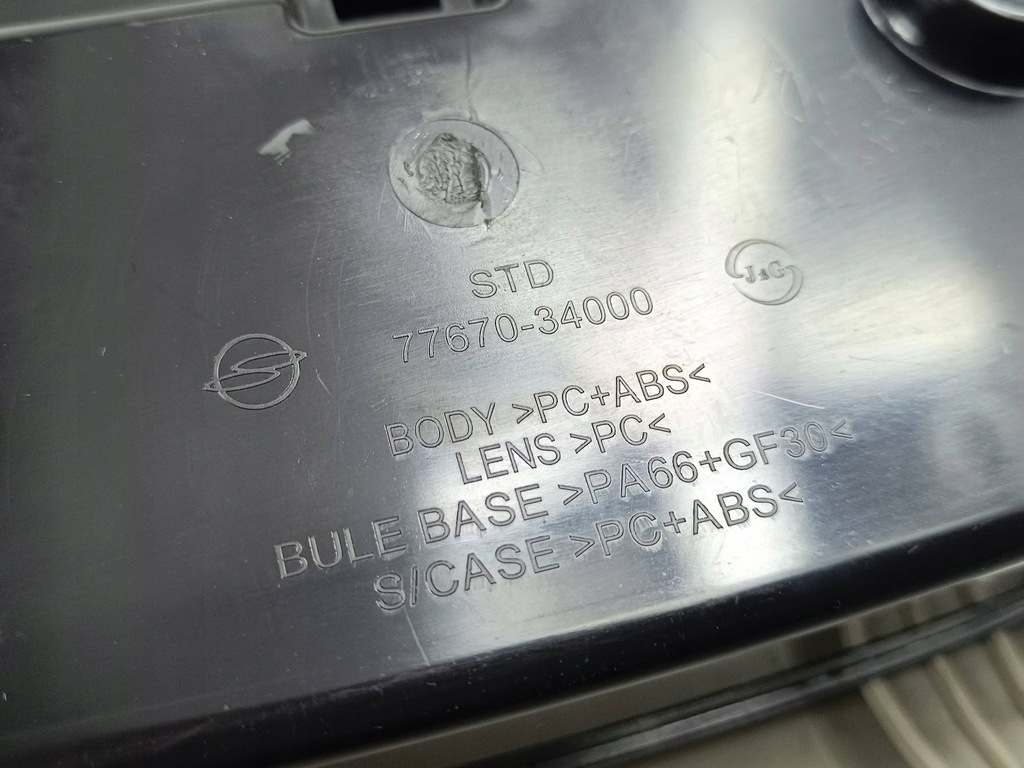 STD
77670-34000
J&G
BODY >PC+ABS<
LENS >PC<
BULE BASE >PA66+GF30<
S/CASE >PC+ABS<